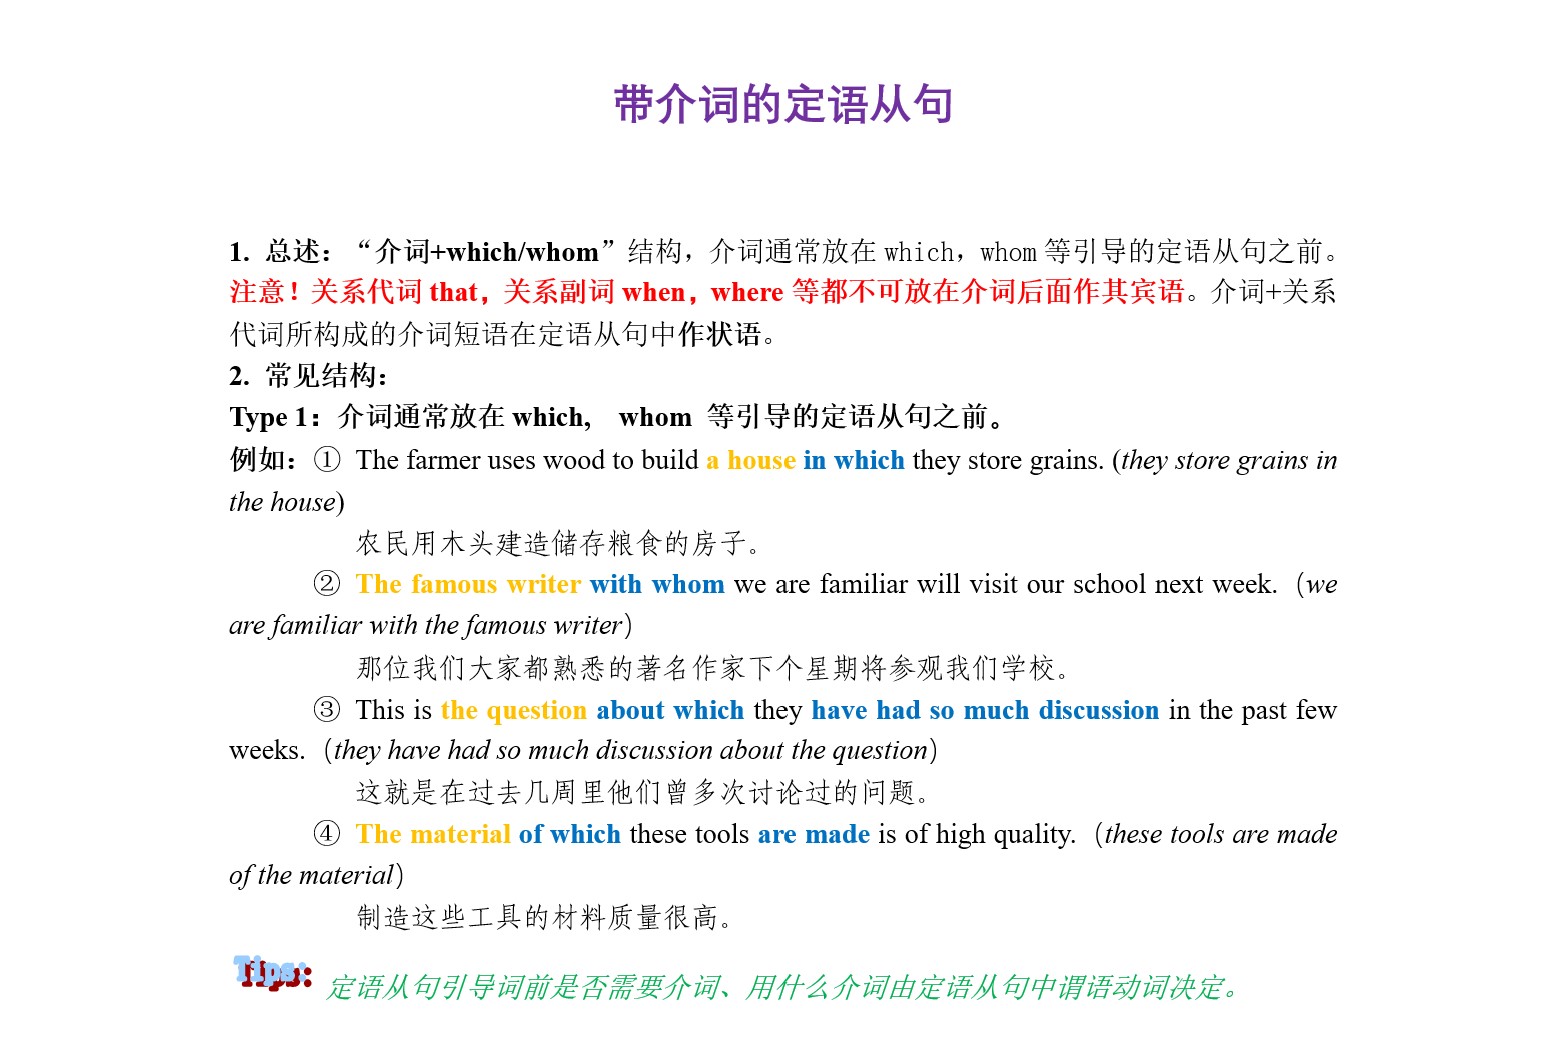 带介词的定语从句
1. 总述：“介词+which/whom”结构，介词通常放在 which，whom 等引导的定语从句之前。
注意！关系代词 that，关系副词 when，where 等都不可放在介词后面作其宾语。介词+关系
代词所构成的介词短语在定语从句中作状语。
2. 常见结构：
Type 1：介词通常放在 which, whom 等引导的定语从句之前。
例如：① The farmer uses wood to build a house in which they store grains. (they store grains in
the house)
农民用木头建造储存粮食的房子。
② The famous writer with whom we are familiar will visit our school next week.（we
are familiar with the famous writer）
那位我们大家都熟悉的著名作家下个星期将参观我们学校。
③ This is the question about which they have had so much discussion in the past few
weeks.（they have had so much discussion about the question）
这就是在过去几周里他们曾多次讨论过的问题。
④ The material of which these tools are made is of high quality.（these tools are made
of the material）
制造这些工具的材料质量很高。
Tips: 定语从句引导词前是否需要介词、用什么介词由定语从句中谓语动词决定。